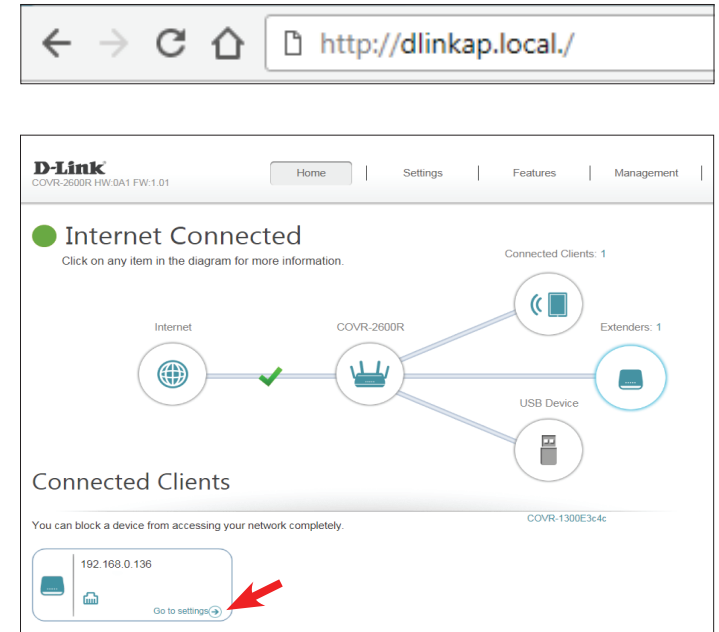 http://dlinkap.local./
D-Link
COVR-2600R HW:0A1 FW:1.01
Home | Settings | Features | Management |
Internet Connected
Click on any item in the diagram for more information.
Connected Clients: 1
Internet
COVR-2600R
Extenders: 1
USB Device
Connected Clients
COVR-1300E3c4c
You can block a device from accessing your network completely.
192.168.0.136
Go to settings